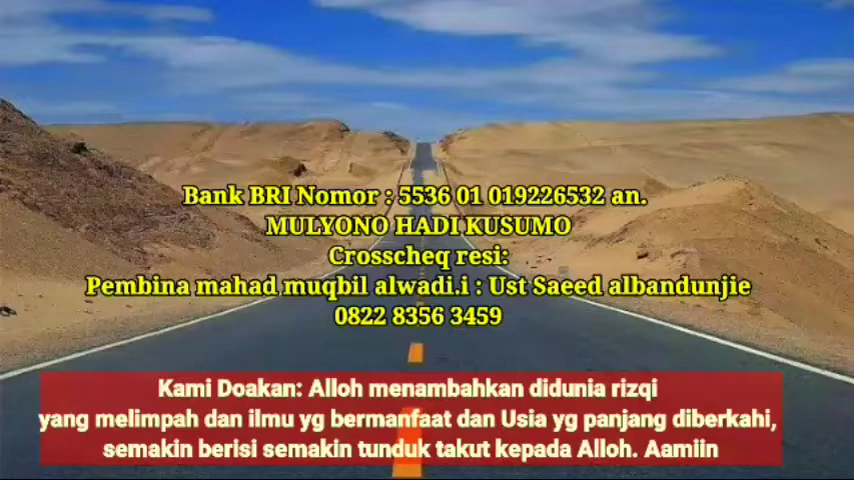 Bank BRI Nomor : 5536 01 019226532 an.
MULYONO HADI KUSUMO
Crosscheq resi:
Pembina mahad muqbil alwadi.i : Ust Saeed albandunjie
0822 8356 3459
Kami Doakan: Alloh menambahkan didunia rizqi
yang melimpah dan ilmu yg bermanfaat dan Usia yg panjang diberkahi,
semakin berisi semakin tunduk takut kepada Alloh. Aamiin